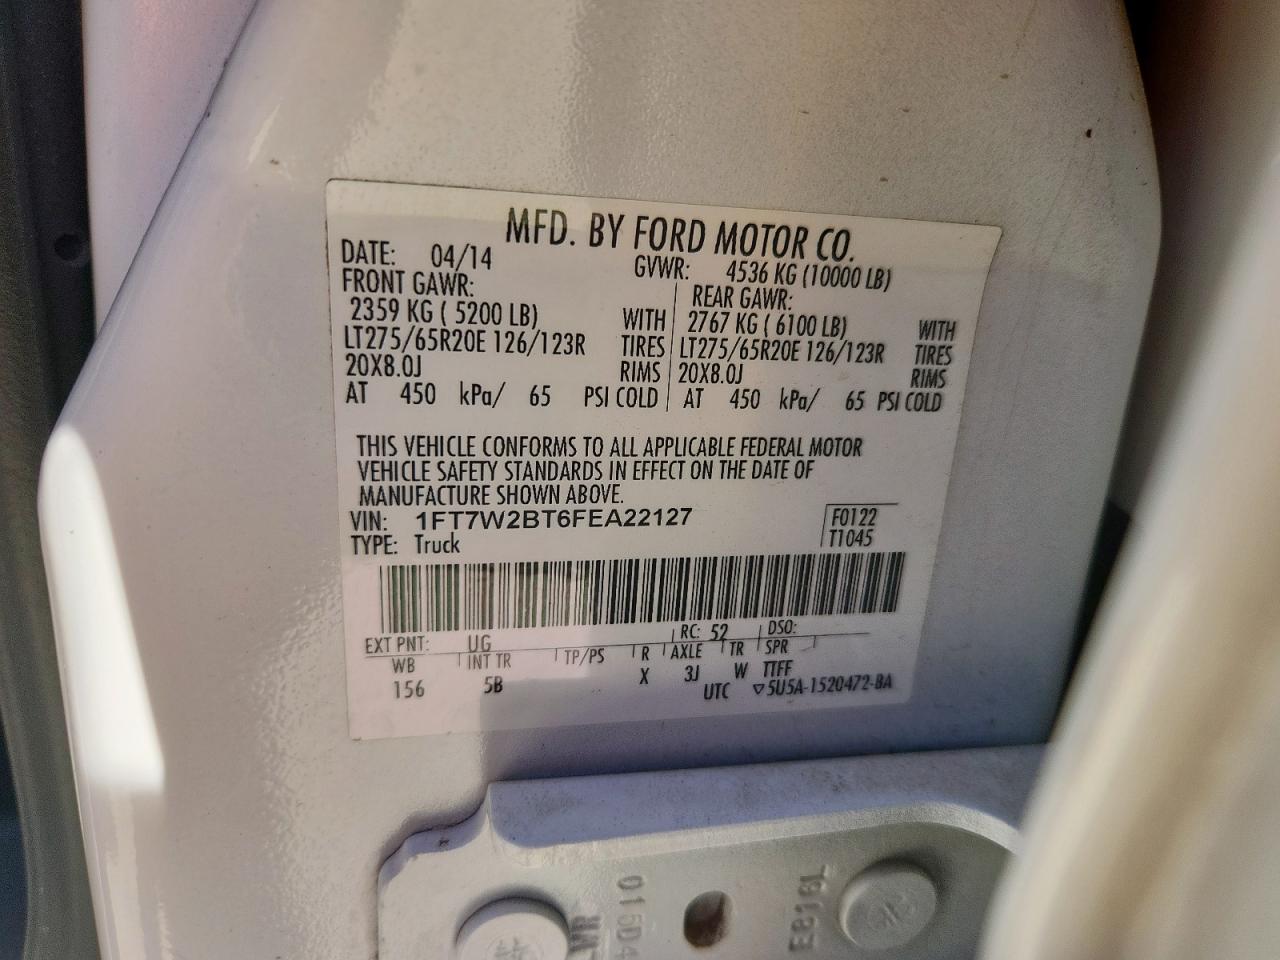 MFD. BY FORD MOTOR CO.
DATE: 04/14 GVWR: 4536 KG (10000 LB)
FRONT GAWR: REAR GAWR:
2359 KG ( 5200 LB) WITH 2767 KG ( 6100 LB) WITH
LT275/65R20E 126/123R TIRES LT275/65R20E 126/123R TIRES
20X8.0J RIMS 20X8.0J RIMS
AT 450 kPa/ 65 PSI COLD AT 450 kPa/ 65 PSI COLD
THIS VEHICLE CONFORMS TO ALL APPLICABLE FEDERAL MOTOR
VEHICLE SAFETY STANDARDS IN EFFECT ON THE DATE OF
MANUFACTURE SHOWN ABOVE.
VIN: 1FT7W2BT6FEA22127 F0122
TYPE: Truck T1045
EXT PNT: UG RC: 52 DSO:
WB INT TR TP/PS R AXLE TR SPR
156 5B X 3J W TTFF
UTC ▽5U5A-1520472-BA